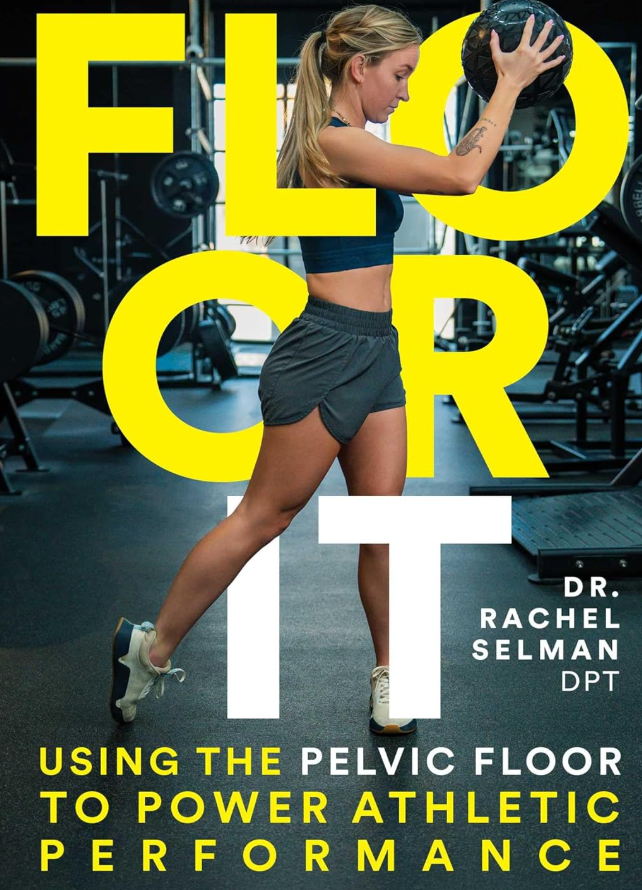 FLO
OR
IT
DR.
RACHEL
SELMAN
DPT
USING THE PELVIC FLOOR
TO POWER ATHLETIC
PERFORMANCE